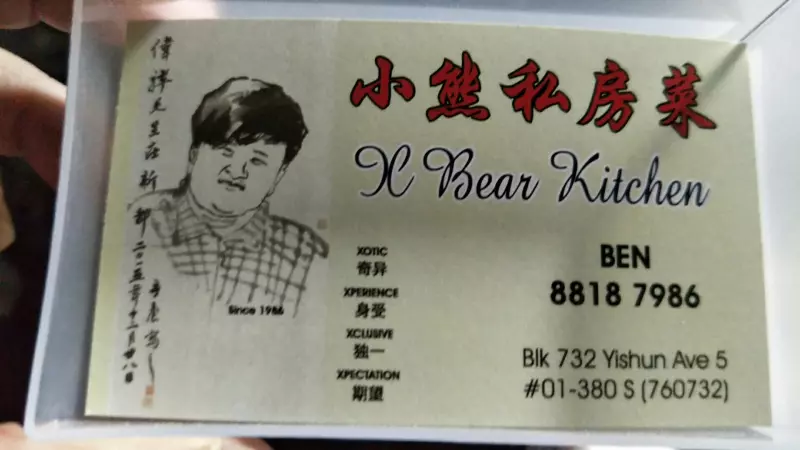 小熊私房菜
X Bear Kitchen
XOTIC
奇异
XPERIENCE
身受
XCLUSIVE
独一
XPECTATION
期望
BEN
8818 7986
Blk 732 Yishun Ave 5
#01-380 S (760732)
Since 1986